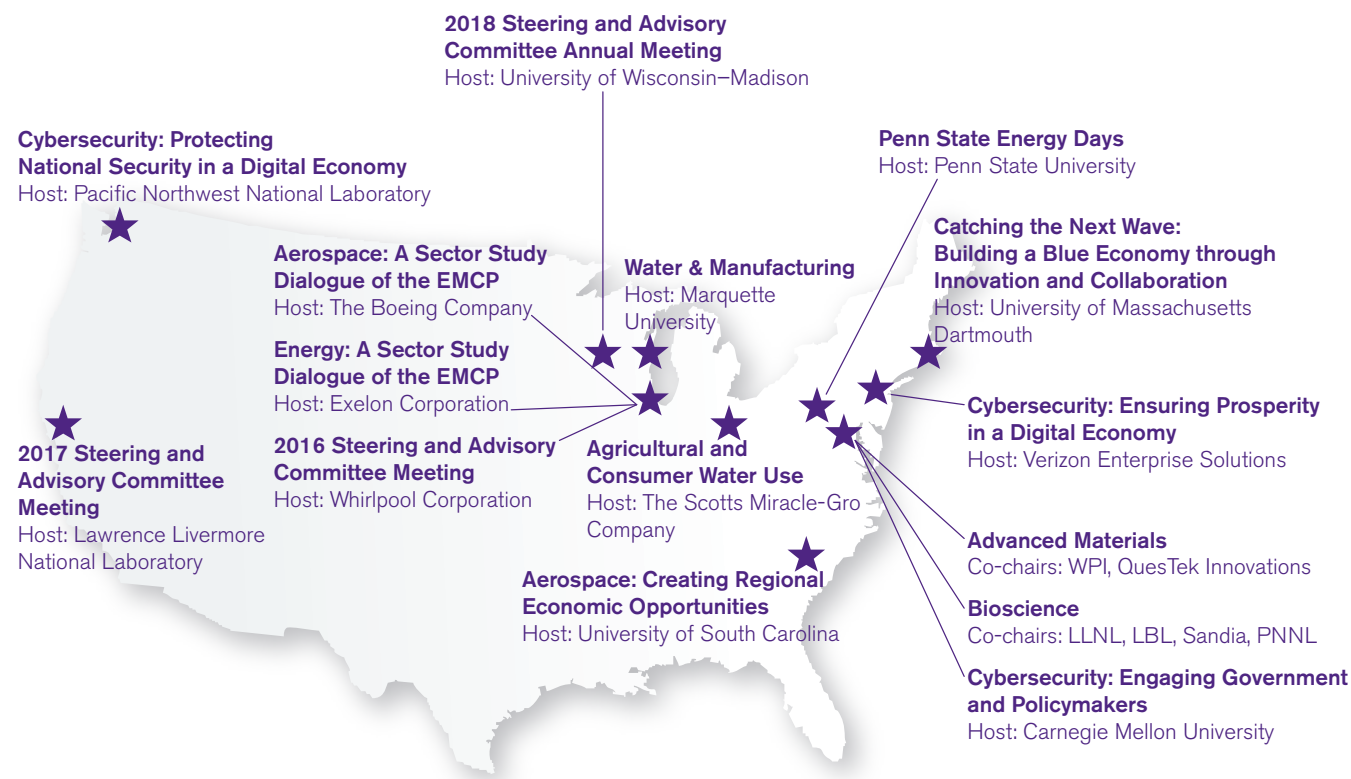 2018 Steering and Advisory
Committee Annual Meeting
Host: University of Wisconsin–Madison
Cybersecurity: Protecting
National Security in a Digital Economy
Host: Pacific Northwest National Laboratory
Penn State Energy Days
Host: Penn State University
Catching the Next Wave:
Building a Blue Economy through
Innovation and Collaboration
Host: University of Massachusetts
Dartmouth
Aerospace: A Sector Study
Dialogue of the EMCP
Host: The Boeing Company
Water & Manufacturing
Host: Marquette
University
Energy: A Sector Study
Dialogue of the EMCP
Host: Exelon Corporation
2016 Steering and Advisory
Committee Meeting
Host: Whirlpool Corporation
2017 Steering and
Advisory Committee
Meeting
Host: Lawrence Livermore
National Laboratory
Agricultural and
Consumer Water Use
Host: The Scotts Miracle-Gro
Company
Cybersecurity: Ensuring Prosperity
in a Digital Economy
Host: Verizon Enterprise Solutions
Aerospace: Creating Regional
Economic Opportunities
Host: University of South Carolina
Advanced Materials
Co-chairs: WPI, QuesTek Innovations
Bioscience
Co-chairs: LLNL, LBL, Sandia, PNNL
Cybersecurity: Engaging Government
and Policymakers
Host: Carnegie Mellon University